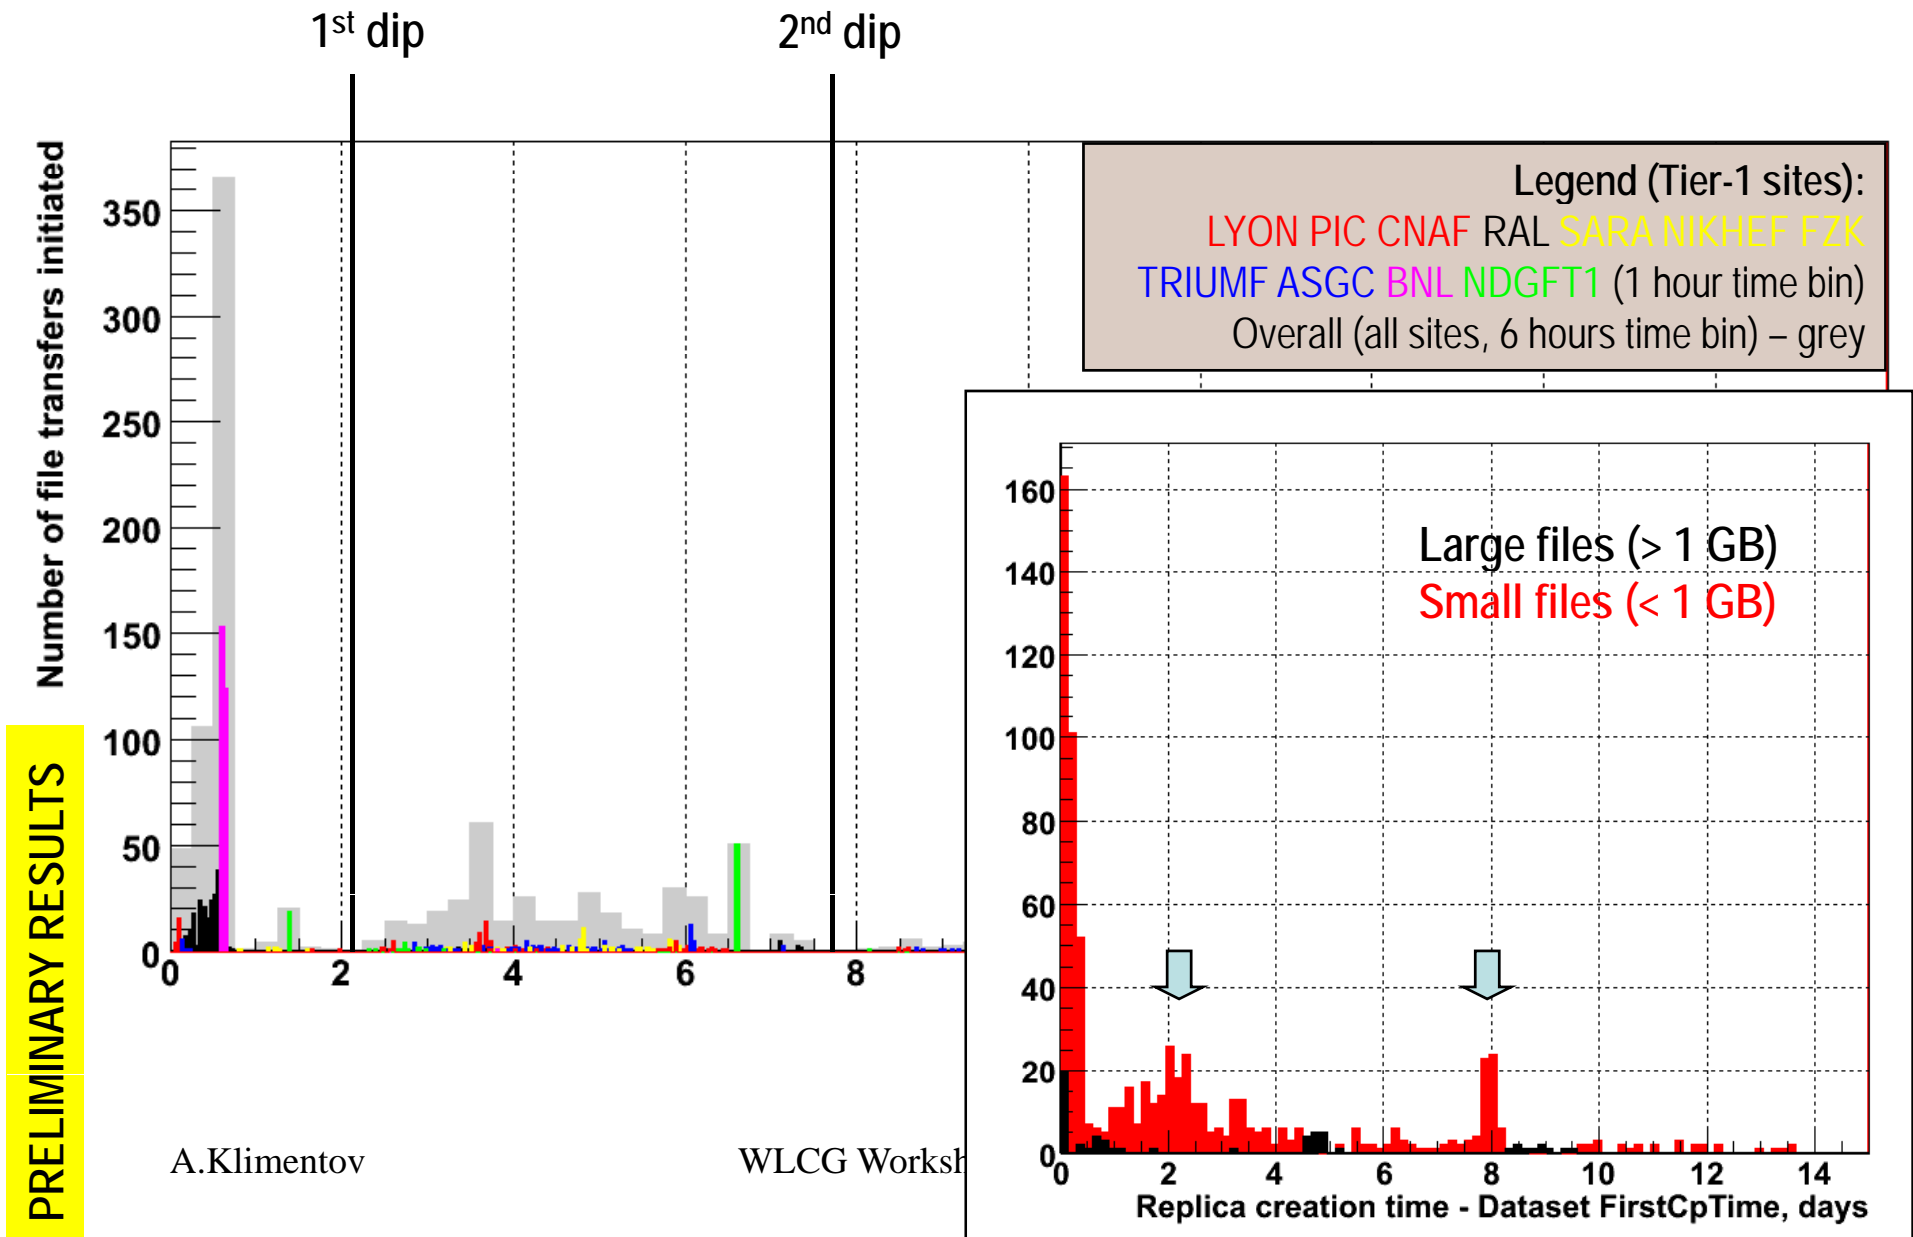 1st dip
2nd dip
Number of file transfers initiated
350
300
250
200
150
100
50
0
0 2 4 6 8
Legend (Tier-1 sites):
LYON PIC CNAF RAL SARA NIKHEF FZK
TRIUMF ASGC BNL NDGFT1 (1 hour time bin)
Overall (all sites, 6 hours time bin) – grey
160
140
120
100
80
60
40
20
0
Large files (> 1 GB)
Small files (< 1 GB)
0 2 4 6 8 10 12 14
Replica creation time - Dataset FirstCpTime, days
PRELIMINARY RESULTS
A.Klimentov
WLCG Worksh